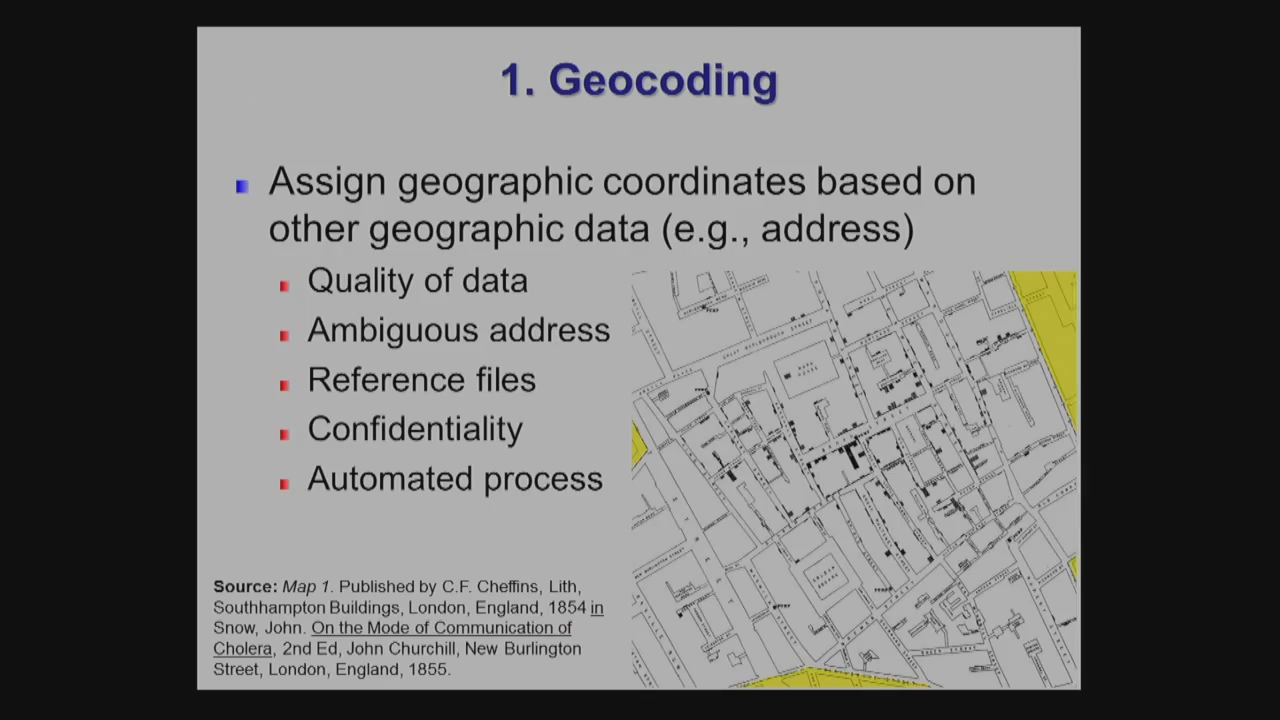 1. Geocoding
Assign geographic coordinates based on
other geographic data (e.g., address)
Quality of data
Ambiguous address
Reference files
Confidentiality
Automated process
Source: Map 1. Published by C.F. Cheffins, Lith,
Southhampton Buildings, London, England, 1854 in
Snow, John. On the Mode of Communication of
Cholera, 2nd Ed, John Churchill, New Burlington
Street, London, England, 1855.